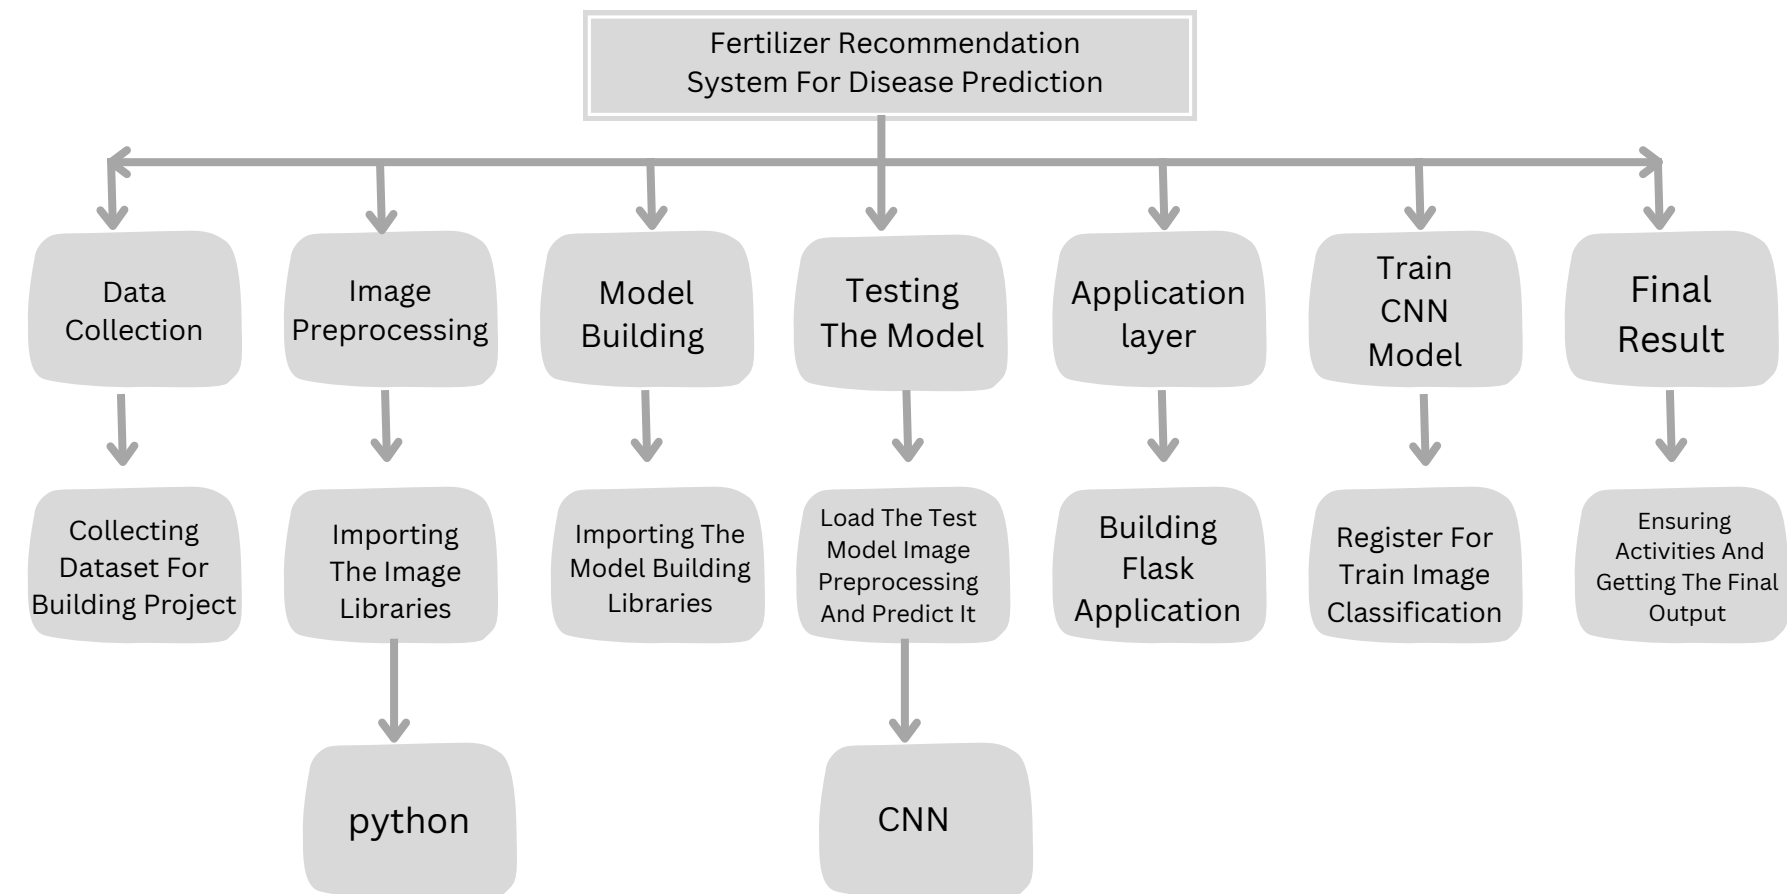 Fertilizer Recommendation
System For Disease Prediction
Data
Collection
Image
Preprocessing
Model
Building
Testing
The Model
Application
layer
Train
CNN
Model
Final
Result
Collecting
Dataset For
Building Project
Importing
The Image
Libraries
Importing The
Model Building
Libraries
Load The Test
Model Image
Preprocessing
And Predict It
Building
Flask
Application
Register For
Train Image
Classification
Ensuring
Activities And
Getting The Final
Output
python
CNN